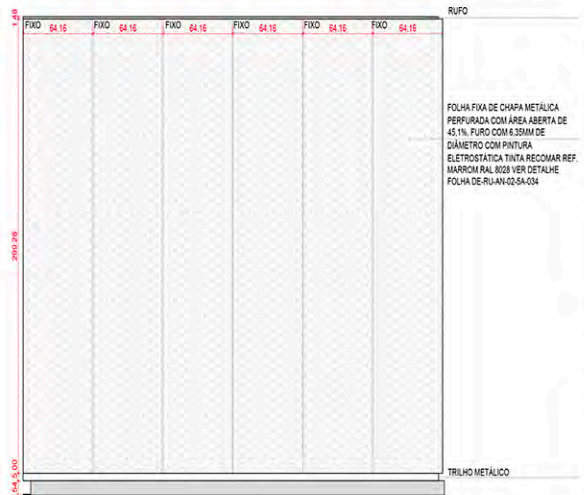 RUFO
1,48
FIXO 64,16 FIXO 64,16 FIXO 64,16 FIXO 64,16 FIXO 64,16 FIXO 64,16
FOLHA FIXA DE CHAPA METÁLICA
PERFURADA COM ÁREA ABERTA DE
45,1%. FURO COM 6,35MM DE
DIÂMETRO COM PINTURA
ELETROSTÁTICA TINTA RECOMAR REF.
MARROM RAL 8028 VER DETALHE
FOLHA DE-RU-AN-02-5A-034
TRILHO METÁLICO
5,00